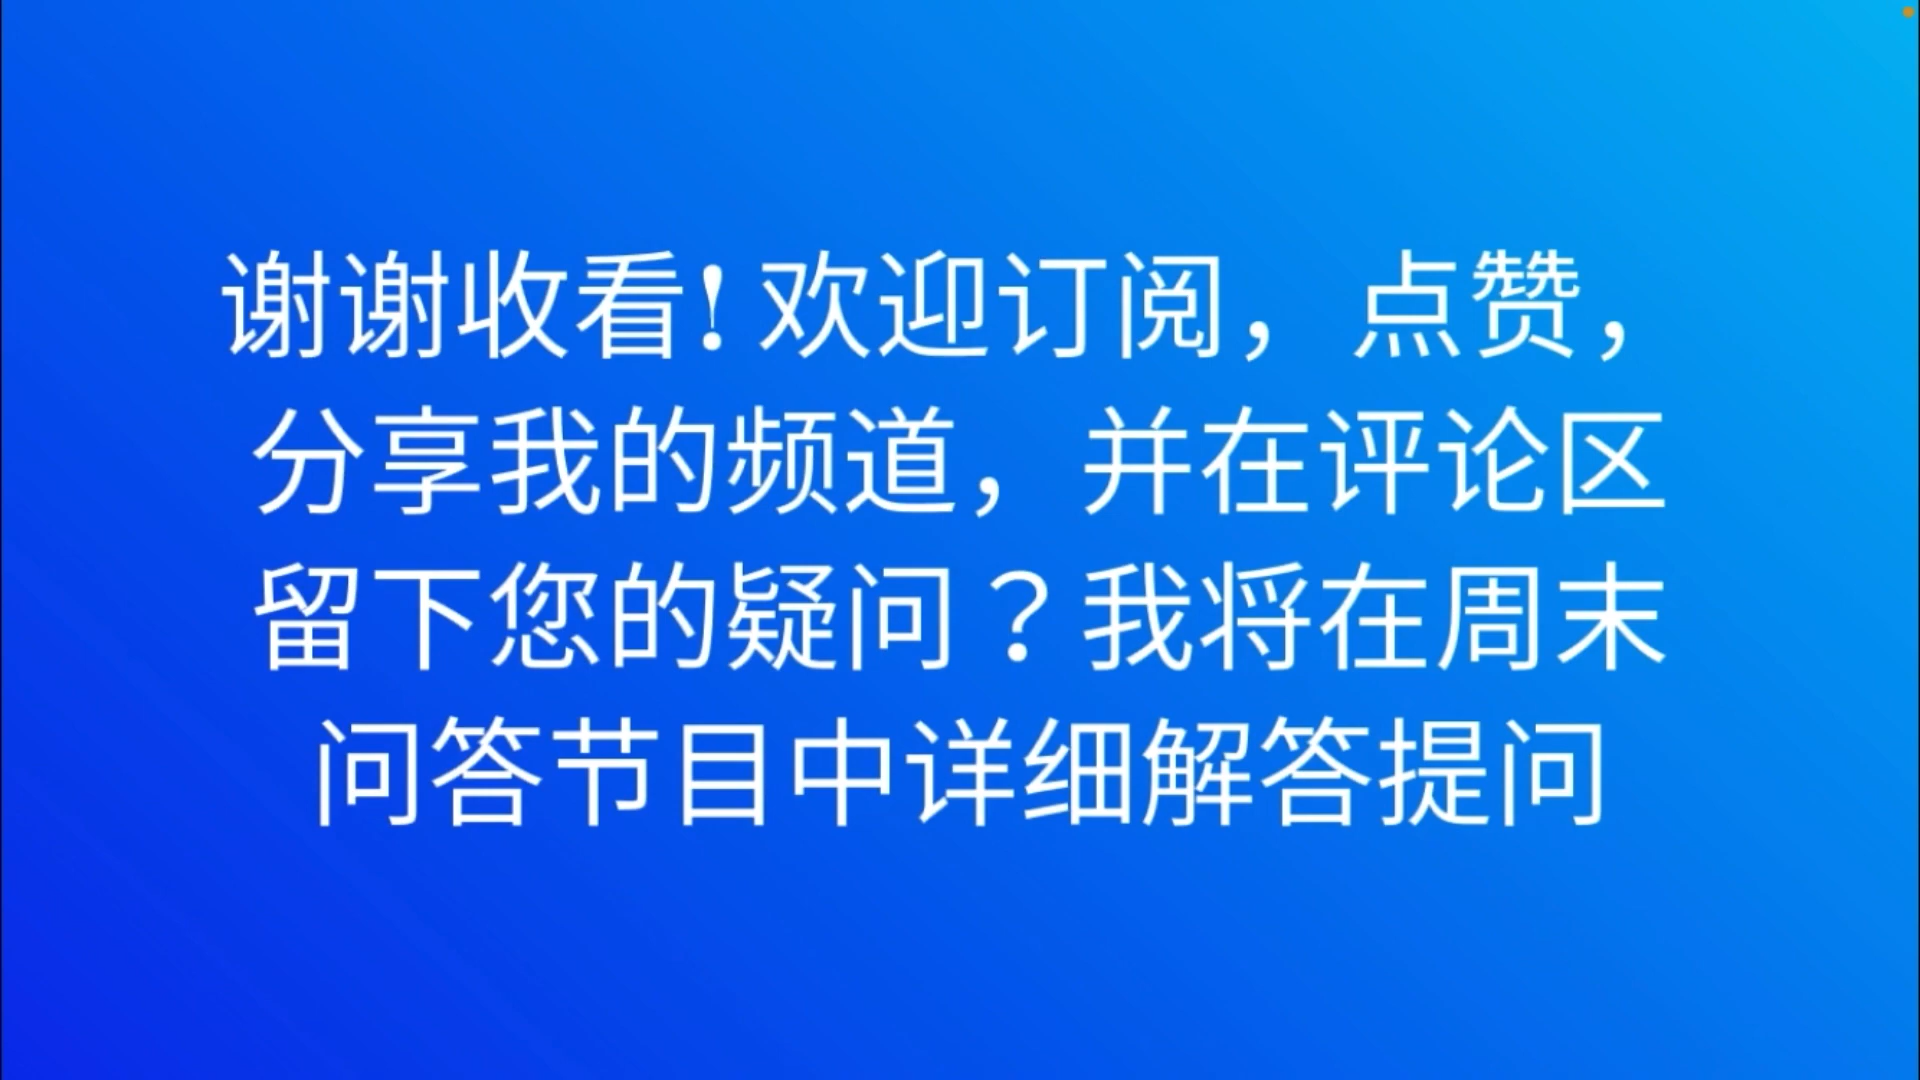 谢谢收看!欢迎订阅，点赞，
分享我的频道，并在评论区
留下您的疑问？我将在周末
问答节目中详细解答提问